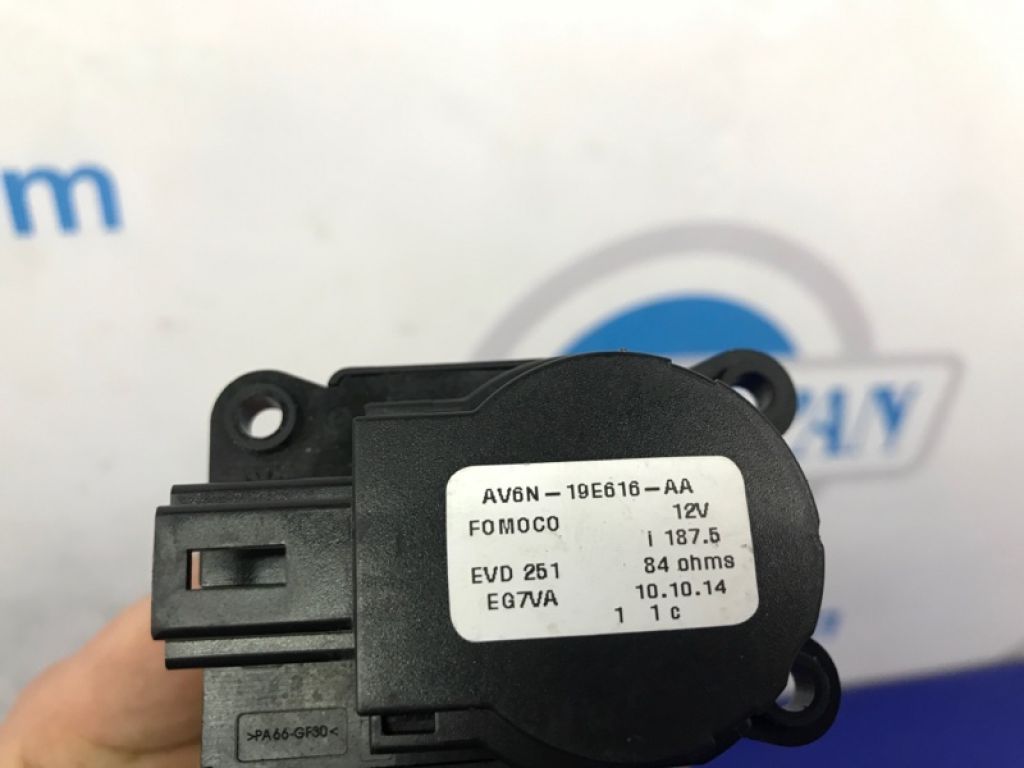 m
ZAN
AV6N-19E616-AA
FOMOCO 12V
i 187.5
EVD 251 84 ohms
EG7VA 10.10.14
1 1c
>PA66-GF30<